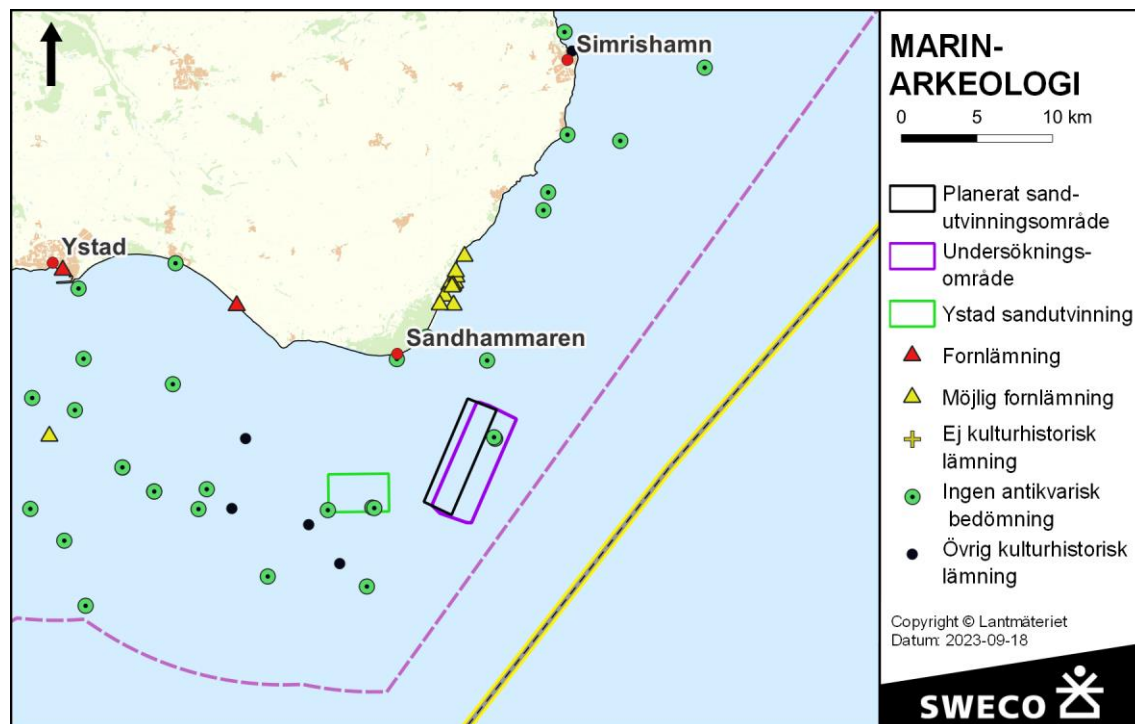 Simrishamn
Ystad
Sandhammaren
MARIN-
ARKEOLOGI
0 5 10 km
Planerat sand-
utvinningsområde
Undersöknings-
område
Ystad sandutvinning
Fornlämning
Möjlig fornlämning
Ej kulturhistorisk
lämning
Ingen antikvarisk
bedömning
Övrig kulturhistorisk
lämning
Copyright © Lantmäteriet
Datum: 2023-09-18
SWECO